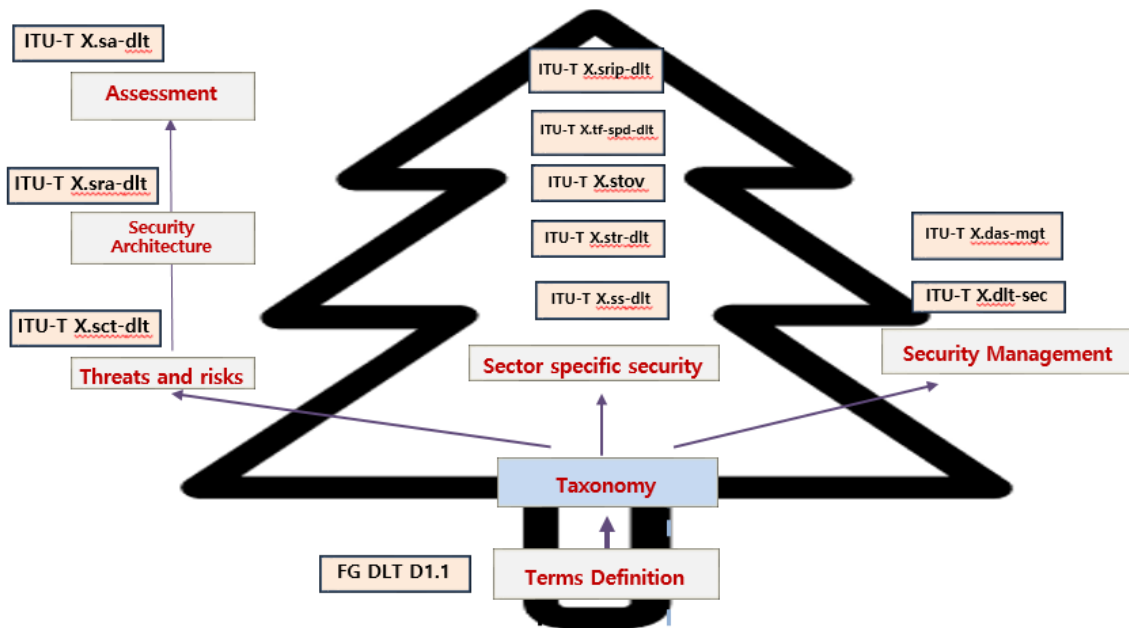 ITU-T X.sa-dlt
Assessment
ITU-T X.sra-dlt
Security
Architecture
ITU-T X.sct-dlt
Threats and risks
ITU-T X.srip-dlt
ITU-T X.tf-spd-dlt
ITU-T X.stov
ITU-T X.str-dlt
ITU-T X.ss-dlt
Sector specific security
ITU-T X.das-mgt
ITU-T X.dlt-sec
Security Management
Taxonomy
FG DLT D1.1
Terms Definition